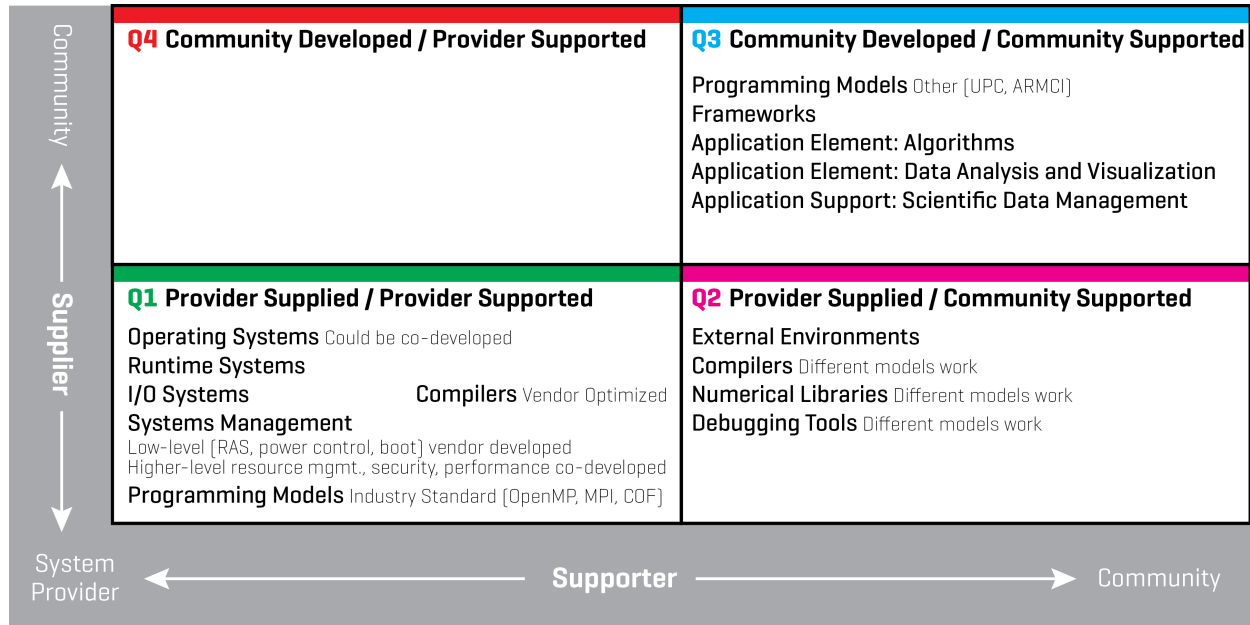 Community
Supplier
System
Provider
Q4 Community Developed / Provider Supported
Q3 Community Developed / Community Supported
Programming Models Other (UPC, ARMCI)
Frameworks
Application Element: Algorithms
Application Element: Data Analysis and Visualization
Application Support: Scientific Data Management
Q1 Provider Supplied / Provider Supported
Operating Systems Could be co-developed
Runtime Systems
I/O Systems
Compilers Vendor Optimized
Systems Management
Low-level (RAS, power control, boot) vendor developed
Higher-level resource mgmt., security, performance co-developed
Programming Models Industry Standard (OpenMP, MPI, COF)
Q2 Provider Supplied / Community Supported
External Environments
Compilers Different models work
Numerical Libraries Different models work
Debugging Tools Different models work
Supporter
Community